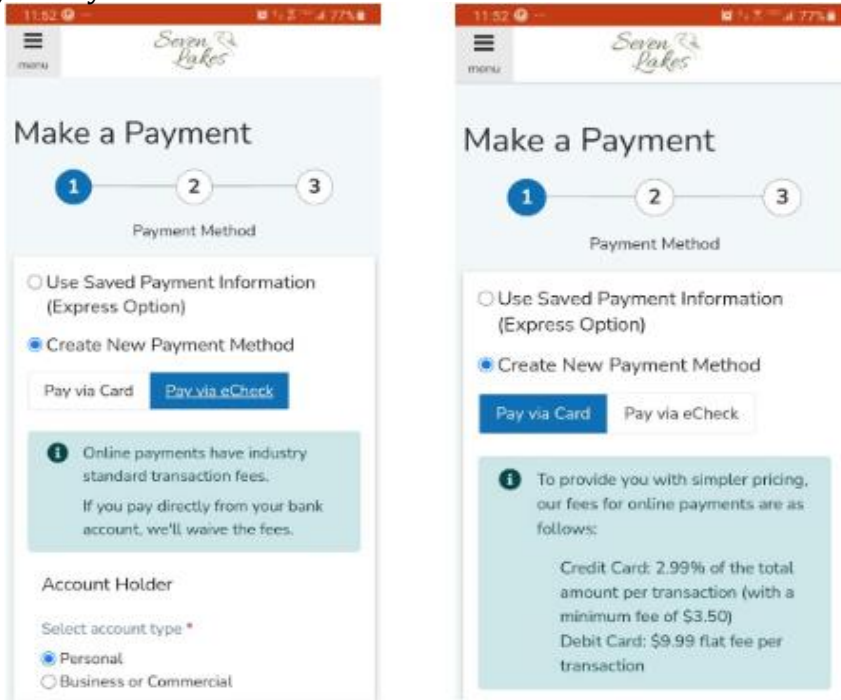 11:52
77%
menu
Seven
Lakes
Make a Payment
1
2
3
Payment Method
Use Saved Payment Information
(Express Option)
Create New Payment Method
Pay via Card
Pay via eCheck
Online payments have industry
standard transaction fees.
If you pay directly from your bank
account, we'll waive the fees.
Account Holder
Select account type *
Personal
Business or Commercial
11:52
77%
menu
Seven
Lakes
Make a Payment
1
2
3
Payment Method
Use Saved Payment Information
(Express Option)
Create New Payment Method
Pay via Card
Pay via eCheck
To provide you with simpler pricing,
our fees for online payments are as
follows:
Credit Card: 2.99% of the total
amount per transaction (with a
minimum fee of $3.50)
Debit Card: $9.99 flat fee per
transaction